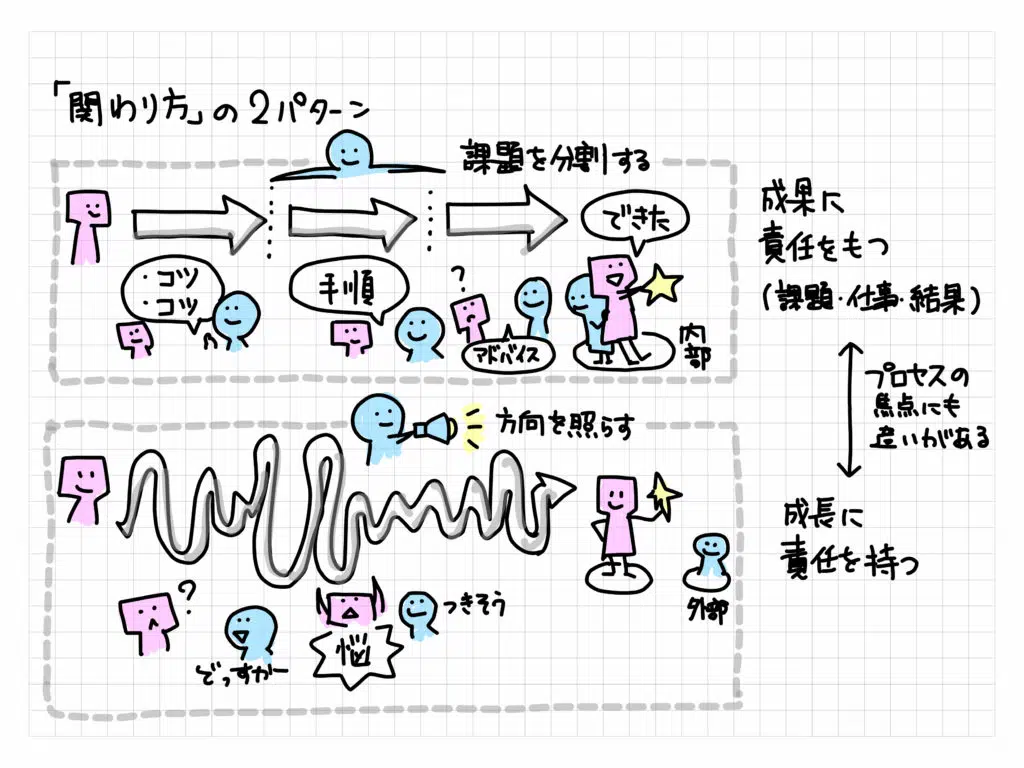 「関わり方」の2パターン
課題を分割する
・コツ
・コツ
手順
?
アドバイス
できた
内部
成果に
責任をもつ
(課題・仕事・結果)
プロセスの
焦点にも
違いがある
方向を照らす
?
どっすかー
悩
つきそう
外部
成長に
責任を持つ